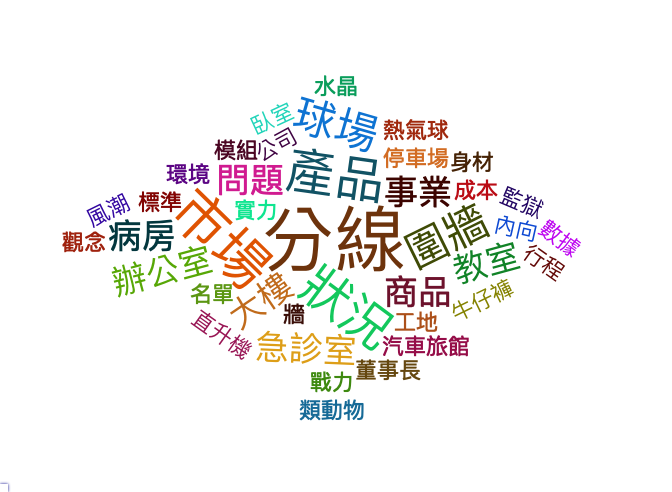 水晶
臥室
球場
熱氣球
模組
公司
停車場
身材
環境
問題
產品
事業
成本
監獄
風潮
標準
市場
實力
分線
圍牆
內向
數據
觀念
病房
教室
行程
辦公室
名單
大樓
狀況
商品
牛仔褲
牆
直升機
急診室
工地
汽車旅館
董事長
戰力
類動物